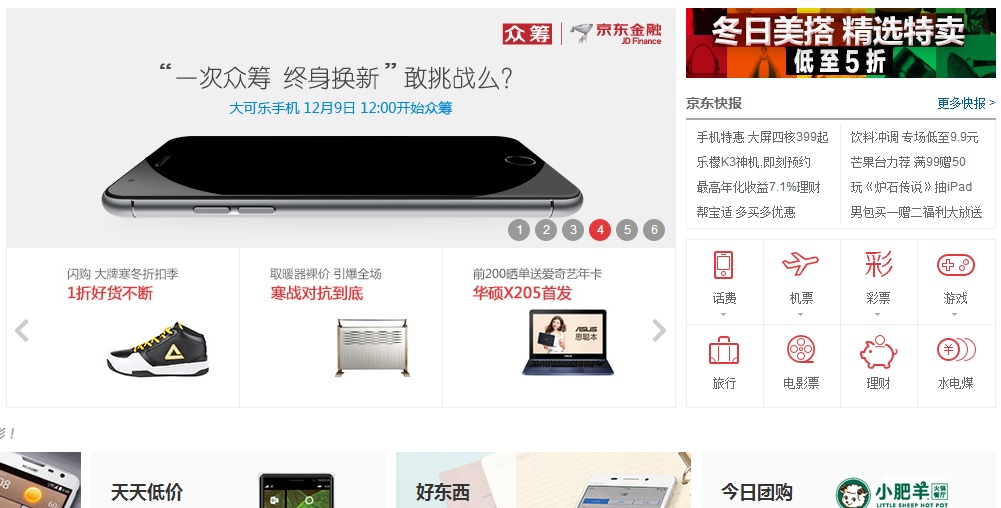 众筹 京东金融
JD Finance
“一次众筹 终身换新”敢挑战么？
大可乐手机 12月9日 12:00开始众筹
1 2 3 4 5 6
闪购 大牌寒冬折扣季
1折好货不断
取暖器裸价 引爆全场
寒战对抗到底
前200晒单送爱奇艺年卡
华硕X205首发
ASUS
思聪本
冬日美搭 精选特卖
低至5折
京东快报 更多快报 >
手机特惠 大屏四核399起
饮料冲调 专场低至9.9元
乐檬K3神机,即刻预约
芒果台力荐 满99赠50
最高年化收益7.1%理财
玩《炉石传说》抽iPad
帮宝适 多买多优惠
男包买一赠二福利大放送
彩
话费 机票 彩票 游戏
旅行 电影票 理财 水电煤
彩！
08:00
天天低价
好东西
今日团购
小肥羊 火锅餐厅
LITTLE SHEEP HOT POT